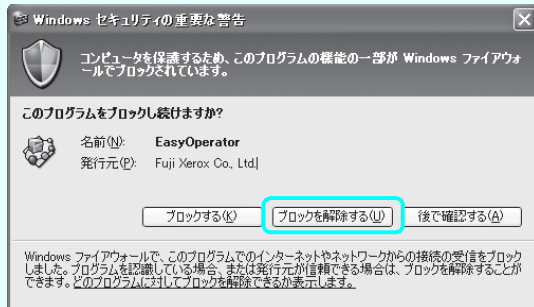 Windows セキュリティの重要な警告
コンピュータを保護するため、このプログラムの機能の一部が Windows ファイアウォ
ールでブロックされています。
このプログラムをブロックし続けますか?
名前(N): EasyOperator
発行元(P): Fuji Xerox Co., Ltd.
ブロックする(K) ブロックを解除する(U) 後で確認する(A)
Windows ファイアウォールで、このプログラムでのインターネットやネットワークからの接続の受信をブロック
しました。プログラムを認識している場合、または発行元が信頼できる場合は、ブロックを解除することが
できます。どのプログラムに対してブロックを解除できるか表示します。